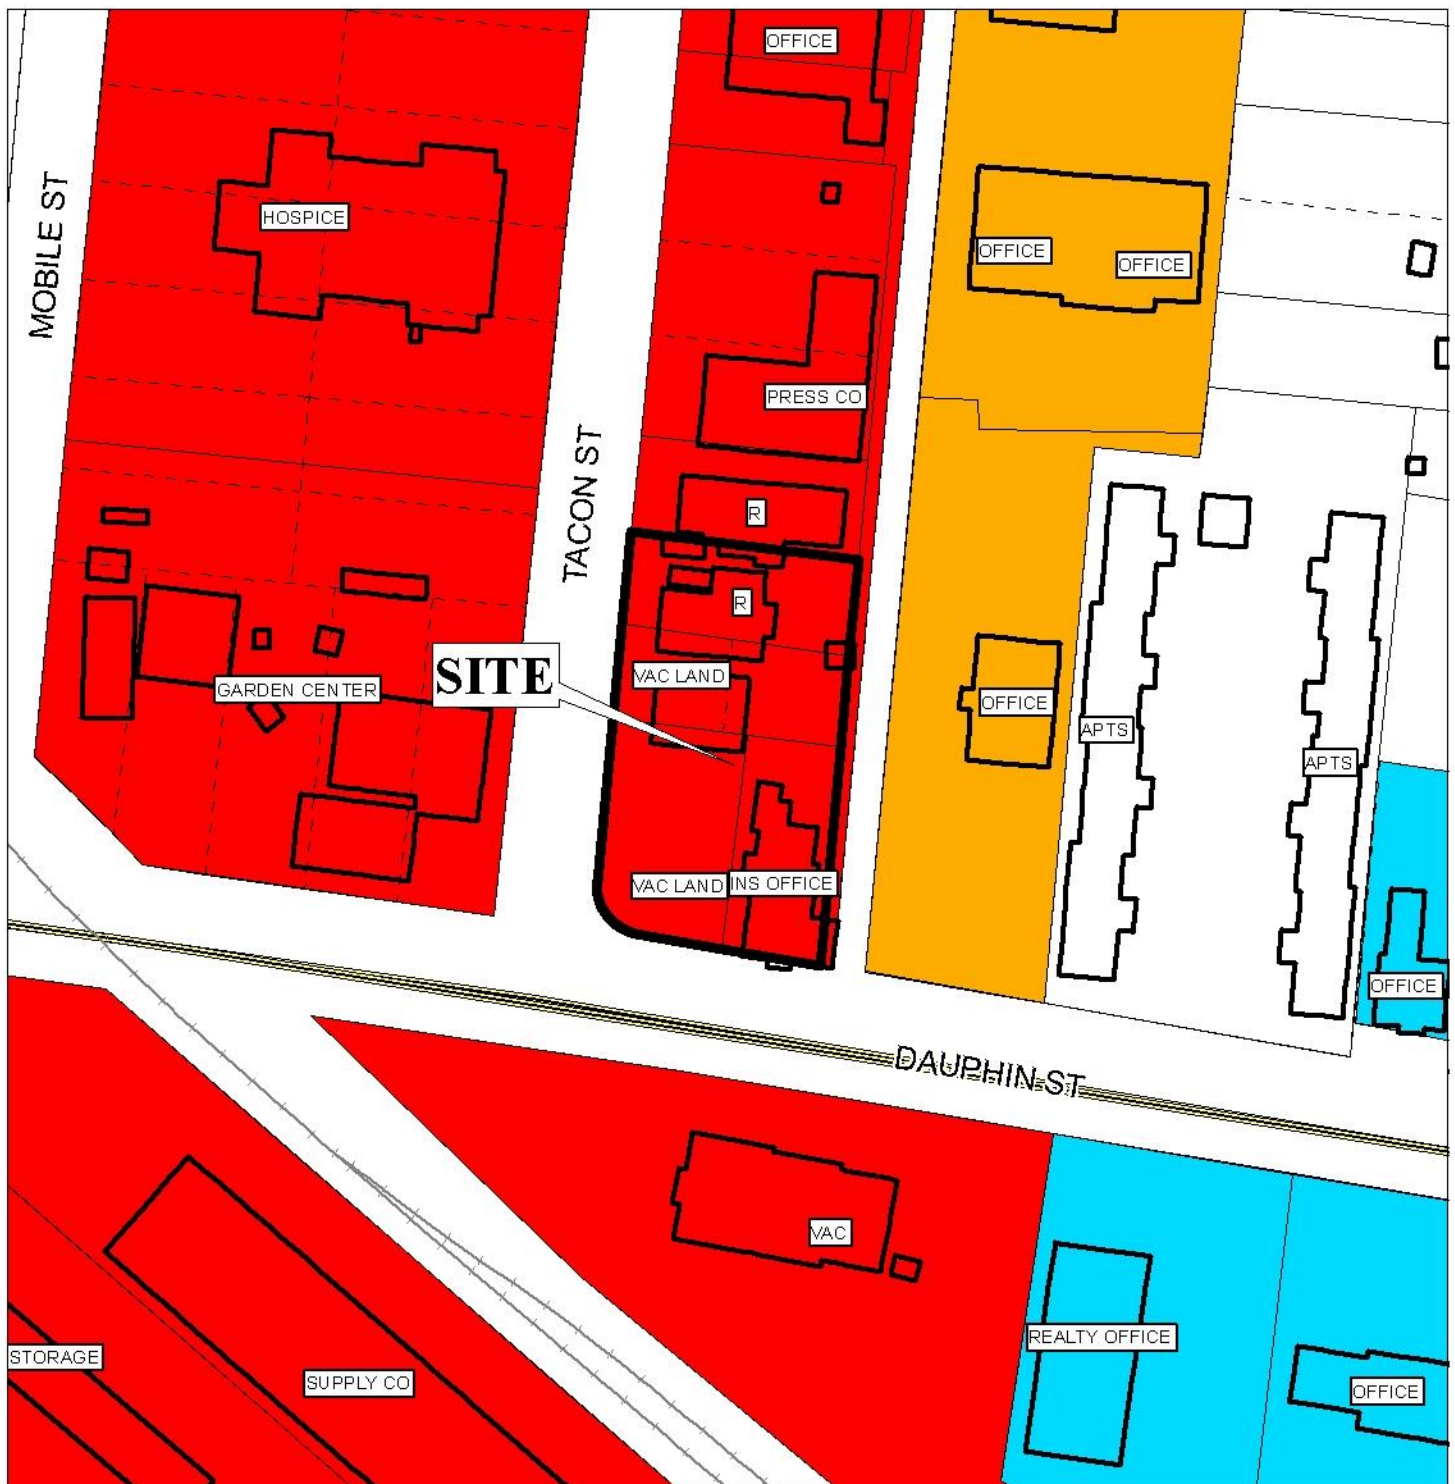 OFFICE
MOBILE ST
HOSPICE
OFFICE
OFFICE
PRESS CO
TACON ST
R
R
SITE
VAC LAND
GARDEN CENTER
OFFICE
APTS
APTS
VAC LAND
INS OFFICE
OFFICE
DAUPHIN ST
VAC
REALTY OFFICE
STORAGE
SUPPLY CO
OFFICE